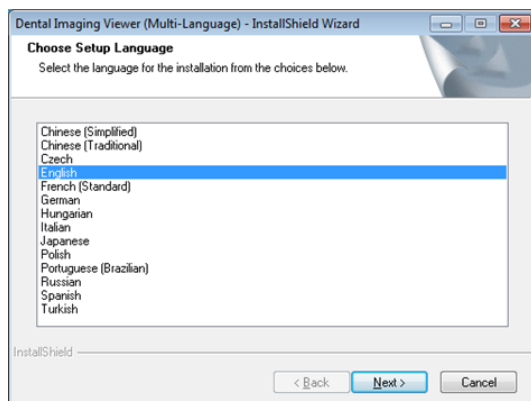 Dental Imaging Viewer (Multi-Language) - InstallShield Wizard
Choose Setup Language
Select the language for the installation from the choices below.
Chinese (Simplified)
Chinese (Traditional)
Czech
English
French (Standard)
German
Hungarian
Italian
Japanese
Polish
Portuguese (Brazilian)
Russian
Spanish
Turkish
InstallShield
< Back
Next >
Cancel